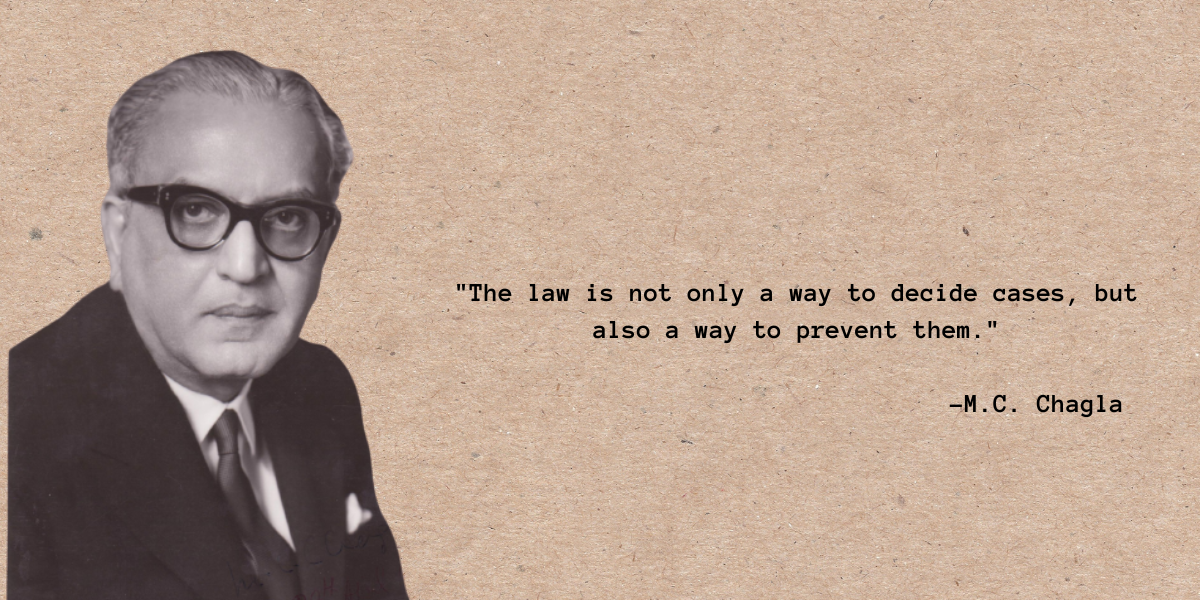 "The law is not only a way to decide cases, but
also a way to prevent them."
—M.C. Chagla